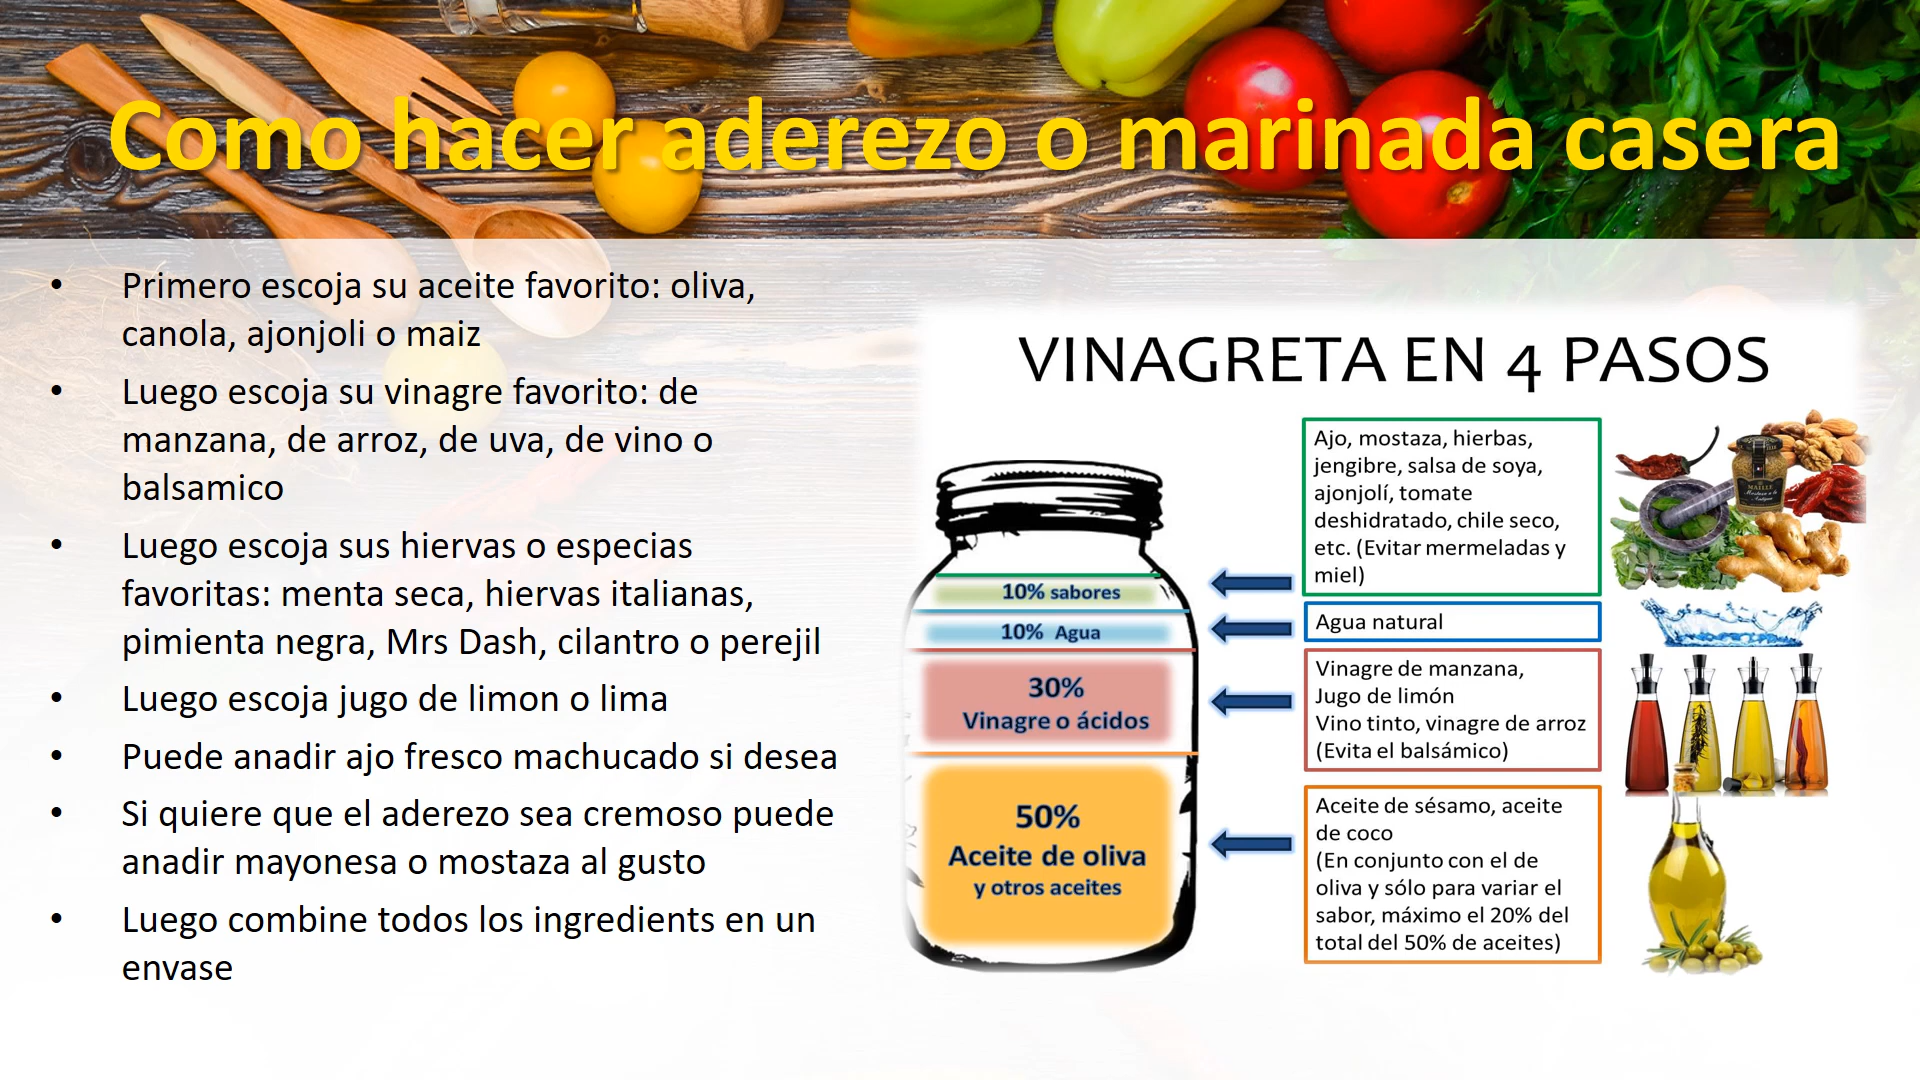 Como hacer aderezo o marinada casera
• Primero escoja su aceite favorito: oliva,
canola, ajonjoli o maiz
• Luego escoja su vinagre favorito: de
manzana, de arroz, de uva, de vino o
balsamico
• Luego escoja sus hiervas o especias
favoritas: menta seca, hiervas italianas,
pimienta negra, Mrs Dash, cilantro o perejil
• Luego escoja jugo de limon o lima
• Puede anadir ajo fresco machucado si desea
• Si quiere que el aderezo sea cremoso puede
anadir mayonesa o mostaza al gusto
• Luego combine todos los ingredients en un
envase
VINAGRETA EN 4 PASOS
10% sabores
10% Agua
30%
Vinagre o ácidos
50%
Aceite de oliva
y otros aceites
Ajo, mostaza, hierbas,
jengibre, salsa de soya,
ajonjolí, tomate
deshidratado, chile seco,
etc. (Evitar mermeladas y
miel)
Agua natural
Vinagre de manzana,
Jugo de limón
Vino tinto, vinagre de arroz
(Evita el balsámico)
Aceite de sésamo, aceite
de coco
(En conjunto con el de
oliva y sólo para variar el
sabor, máximo el 20% del
total del 50% de aceites)
MAILLE